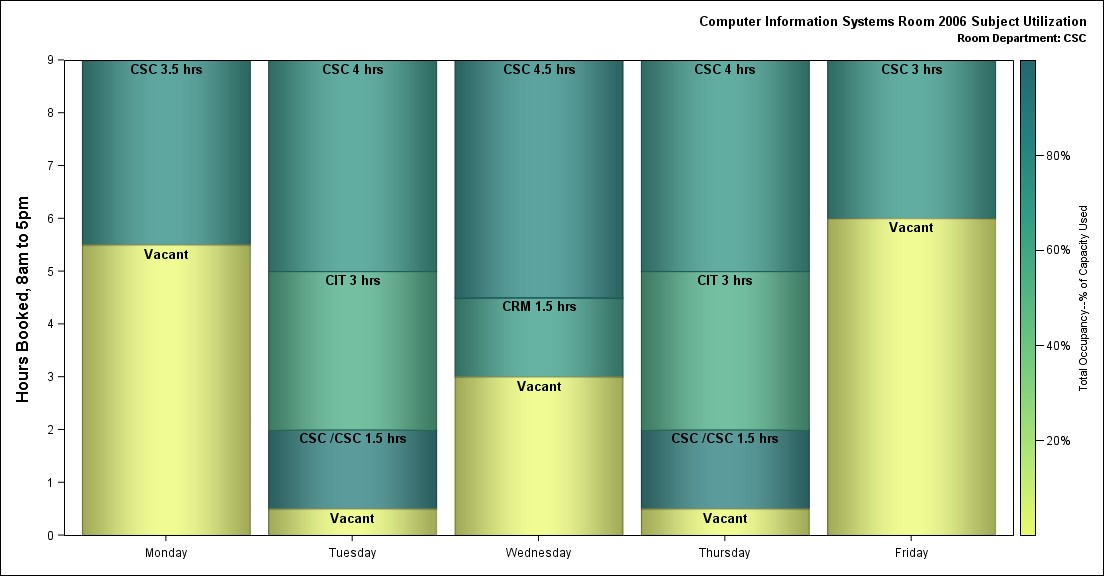 Computer Information Systems Room 2006 Subject Utilization
Room Department: CSC
Hours Booked, 8am to 5pm
9
8
7
6
5
4
3
2
1
0
CSC 3.5 hrs
Vacant
CSC 4 hrs
CIT 3 hrs
CSC /CSC 1.5 hrs
Vacant
CSC 4.5 hrs
CRM 1.5 hrs
Vacant
CSC 4 hrs
CIT 3 hrs
CSC /CSC 1.5 hrs
Vacant
CSC 3 hrs
Vacant
Monday
Tuesday
Wednesday
Thursday
Friday
80%
60%
40%
20%
Total Occupancy--% of Capacity Used